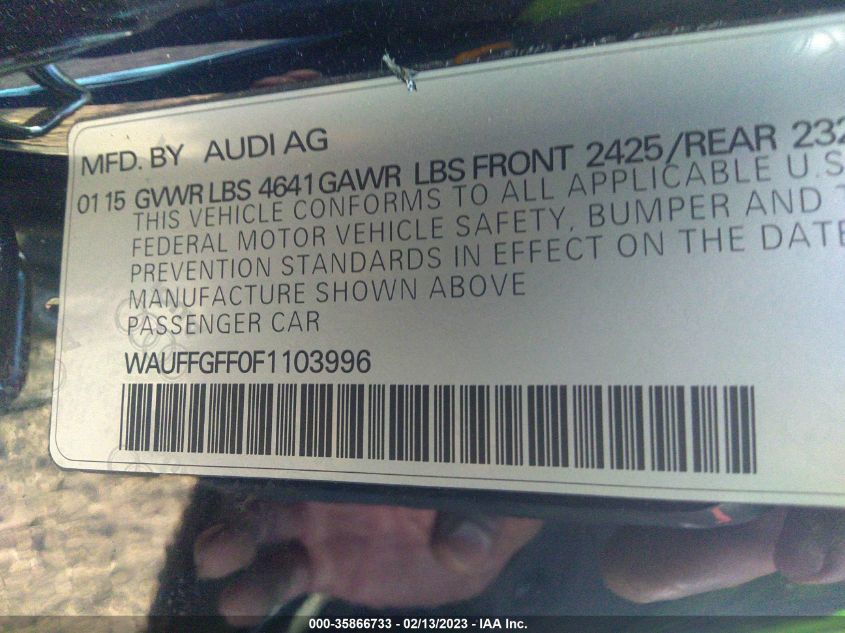 MFD. BY AUDI AG
01 15 GVWR LBS 4641 GAWR LBS FRONT 2425/REAR 232
THIS VEHICLE CONFORMS TO ALL APPLICABLE U.S
FEDERAL MOTOR VEHICLE SAFETY, BUMPER AND T
PREVENTION STANDARDS IN EFFECT ON THE DATE
MANUFACTURE SHOWN ABOVE
PASSENGER CAR
WAUFFGFF0F1103996
000-35866733 - 02/13/2023 - IAA Inc.